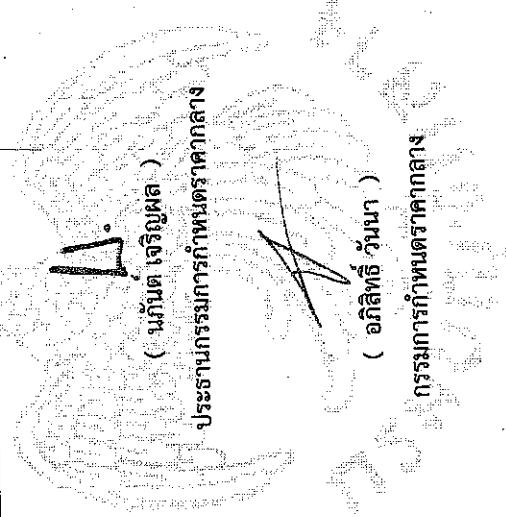 ( นภันต์ เจริญผล )
ประธานกรรมการกำหนดราคากลาง
( อภิสิทธิ์ วันนา )
กรรมการกำหนดราคากลาง